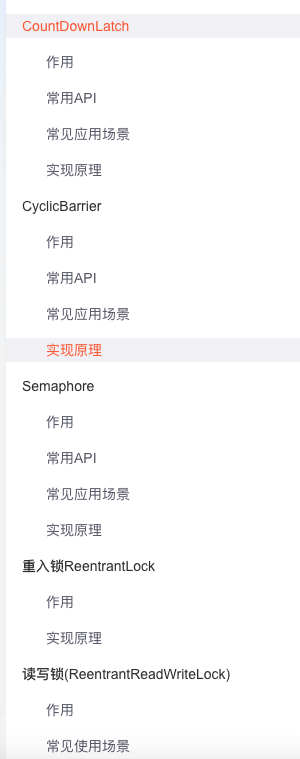 CountDownLatch
作用
常用API
常见应用场景
实现原理
CyclicBarrier
作用
常用API
常见应用场景
实现原理
Semaphore
作用
常用API
常见应用场景
实现原理
重入锁ReentrantLock
作用
实现原理
读写锁(ReentrantReadWriteLock)
作用
常见使用场景